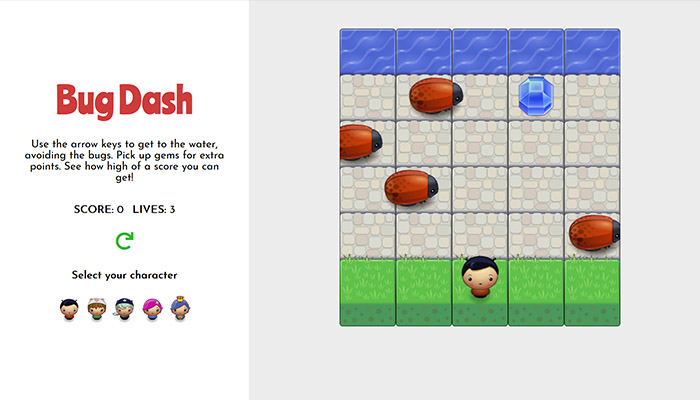 Bug Dash
Use the arrow keys to get to the water,
avoiding the bugs. Pick up gems for extra
points. See how high of a score you can
get!
SCORE: 0 LIVES: 3
Select your character